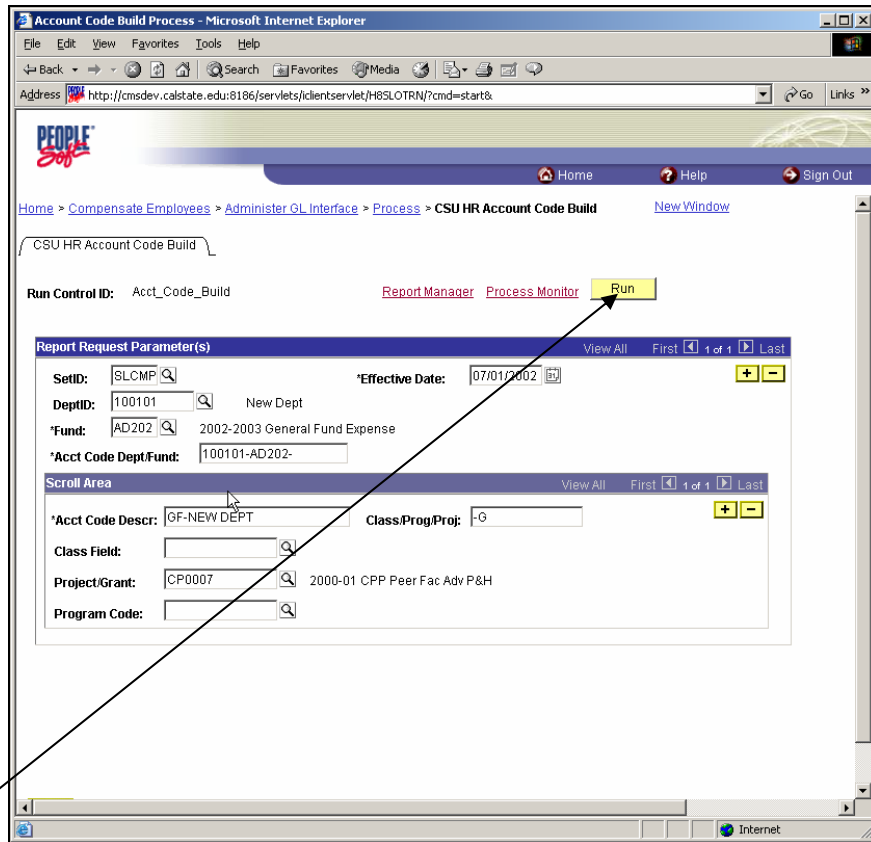 Account Code Build Process - Microsoft Internet Explorer
File Edit View Favorites Tools Help
Back Search Favorites Media
Address http://cmsdev.calstate.edu:8186/servlets/iclientservlet/H8SLOTRN/?cmd=start& Go Links »
PEOPLE Soft
Home Help Sign Out
Home > Compensate Employees > Administer GL Interface > Process > CSU HR Account Code Build New Window
CSU HR Account Code Build
Run Control ID: Acct_Code_Build Report Manager Process Monitor Run
Report Request Parameter(s) View All First 1 of 1 Last
SetID: SLCMP *Effective Date: 07/01/2002
DeptID: 100101 New Dept
*Fund: AD202 2002-2003 General Fund Expense
*Acct Code Dept/Fund: 100101-AD202-
Scroll Area View All First 1 of 1 Last
*Acct Code Descr: GF-NEW DEPT Class/Prog/Proj: -G
Class Field:
Project/Grant: CP0007 2000-01 CPP Peer Fac Adv P&H
Program Code:
Internet